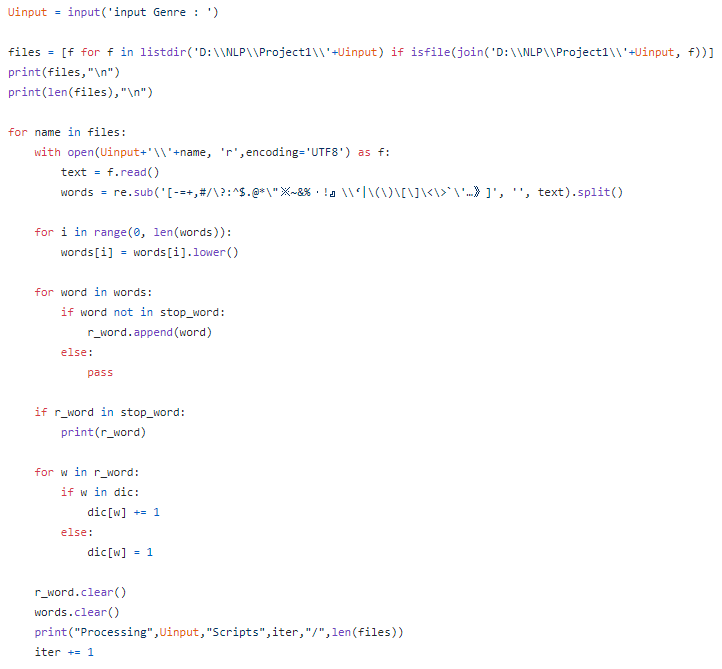 Uinput = input('input Genre : ')
files = [f for f in listdir('D:\\NLP\\Project1\\'+Uinput) if isfile(join('D:\\NLP\\Project1\\'+Uinput, f))]
print(files,"\n")
print(len(files),"\n")
for name in files:
    with open(Uinput+'\\'+name, 'r',encoding='UTF8') as f:
        text = f.read()
        words = re.sub('[-=+,#/\?:^$.@*\"※~&%ㆍ!』\\‘|\(\)\[\]\<\>`\'…》]', '', text).split()
    for i in range(0, len(words)):
        words[i] = words[i].lower()
    for word in words:
        if word not in stop_word:
            r_word.append(word)
        else:
            pass
    if r_word in stop_word:
        print(r_word)
    for w in r_word:
        if w in dic:
            dic[w] += 1
        else:
            dic[w] = 1
    r_word.clear()
    words.clear()
    print("Processing",Uinput,"Scripts",iter,"/",len(files))
    iter += 1